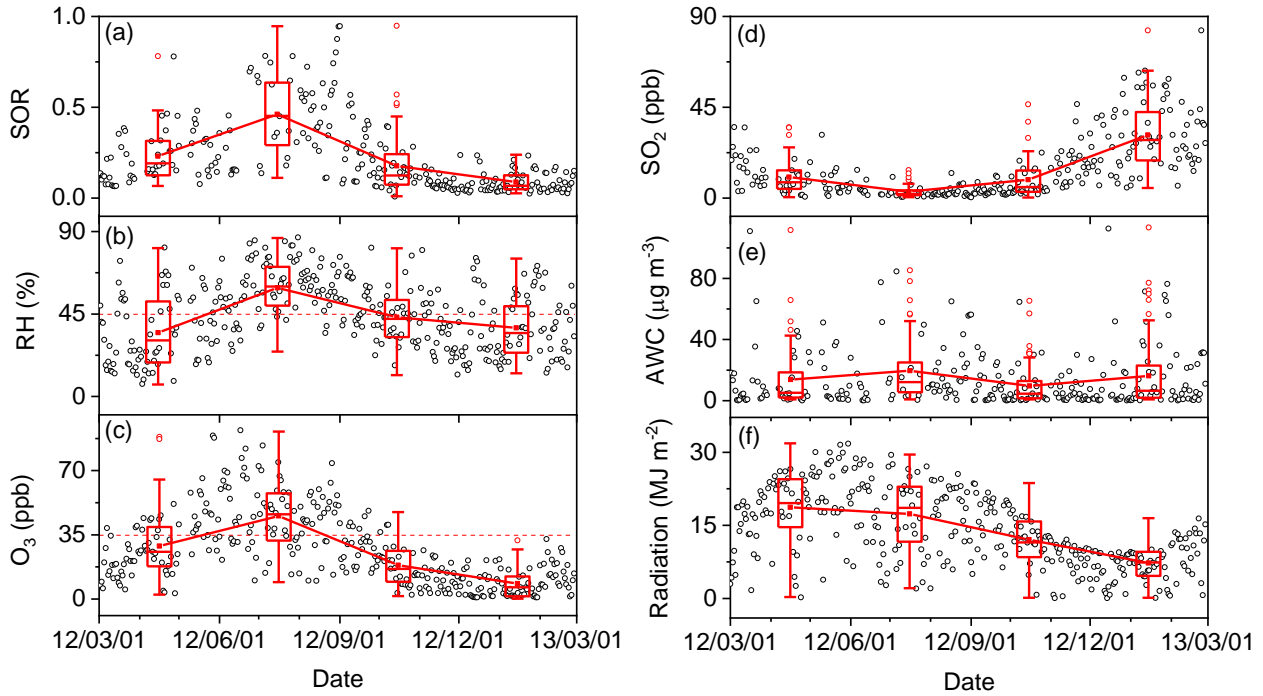 (a)
SOR
1.0
0.5
0.0
(b)
RH (%)
90
45
0
(c)
O3 (ppb)
70
35
0
12/03/01 12/06/01 12/09/01 12/12/01 13/03/01
Date
(d)
SO2 (ppb)
90
45
0
(e)
AWC (μg m-3)
80
40
0
(f)
Radiation (MJ m-2)
30
15
0
12/03/01 12/06/01 12/09/01 12/12/01 13/03/01
Date